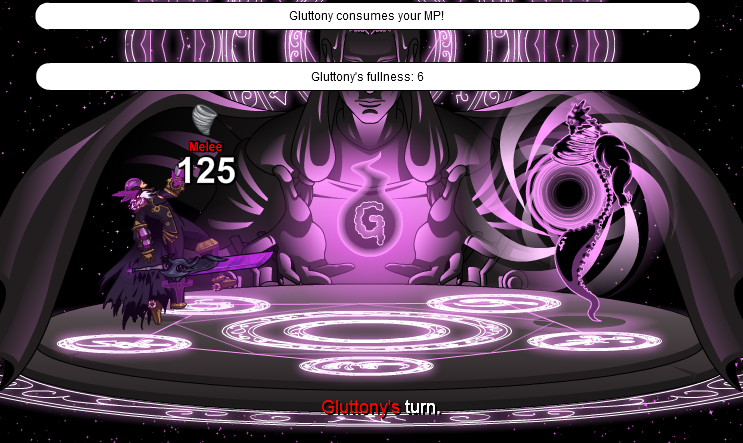 Gluttony consumes your MP!
Gluttony's fullness: 6
Melee
125
G
Gluttony's turn.